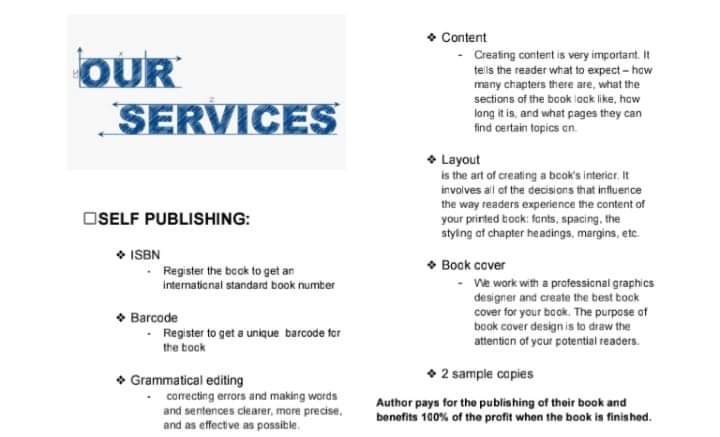 OUR
SERVICES
☐SELF PUBLISHING:
❖ ISBN
- Register the book to get an
international standard book number
❖ Barcode
- Register to get a unique barcode for
the book
❖ Grammatical editing
- correcting errors and making words
and sentences clearer, more precise,
and as effective as possible.
❖ Content
- Creating content is very important. It
tells the reader what to expect – how
many chapters there are, what the
sections of the book look like, how
long it is, and what pages they can
find certain topics on.
❖ Layout
is the art of creating a book's interior. It
involves all of the decisions that influence
the way readers experience the content of
your printed book: fonts, spacing, the
styling of chapter headings, margins, etc.
❖ Book cover
- We work with a professional graphics
designer and create the best book
cover for your book. The purpose of
book cover design is to draw the
attention of your potential readers.
❖ 2 sample copies
Author pays for the publishing of their book and
benefits 100% of the profit when the book is finished.